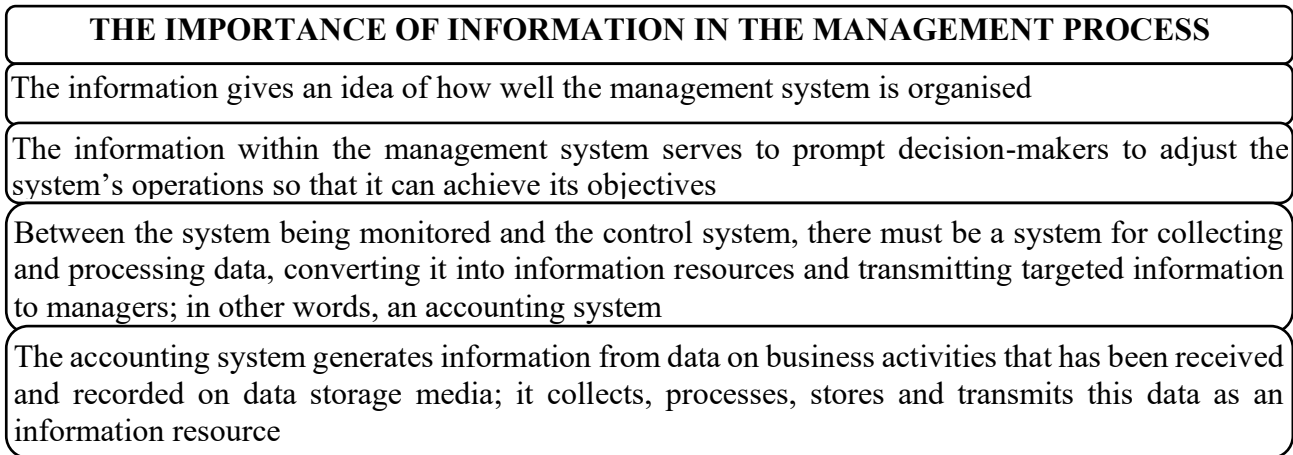 THE IMPORTANCE OF INFORMATION IN THE MANAGEMENT PROCESS
The information gives an idea of how well the management system is organised
The information within the management system serves to prompt decision-makers to adjust the
system’s operations so that it can achieve its objectives
Between the system being monitored and the control system, there must be a system for collecting
and processing data, converting it into information resources and transmitting targeted information
to managers; in other words, an accounting system
The accounting system generates information from data on business activities that has been received
and recorded on data storage media; it collects, processes, stores and transmits this data as an
information resource